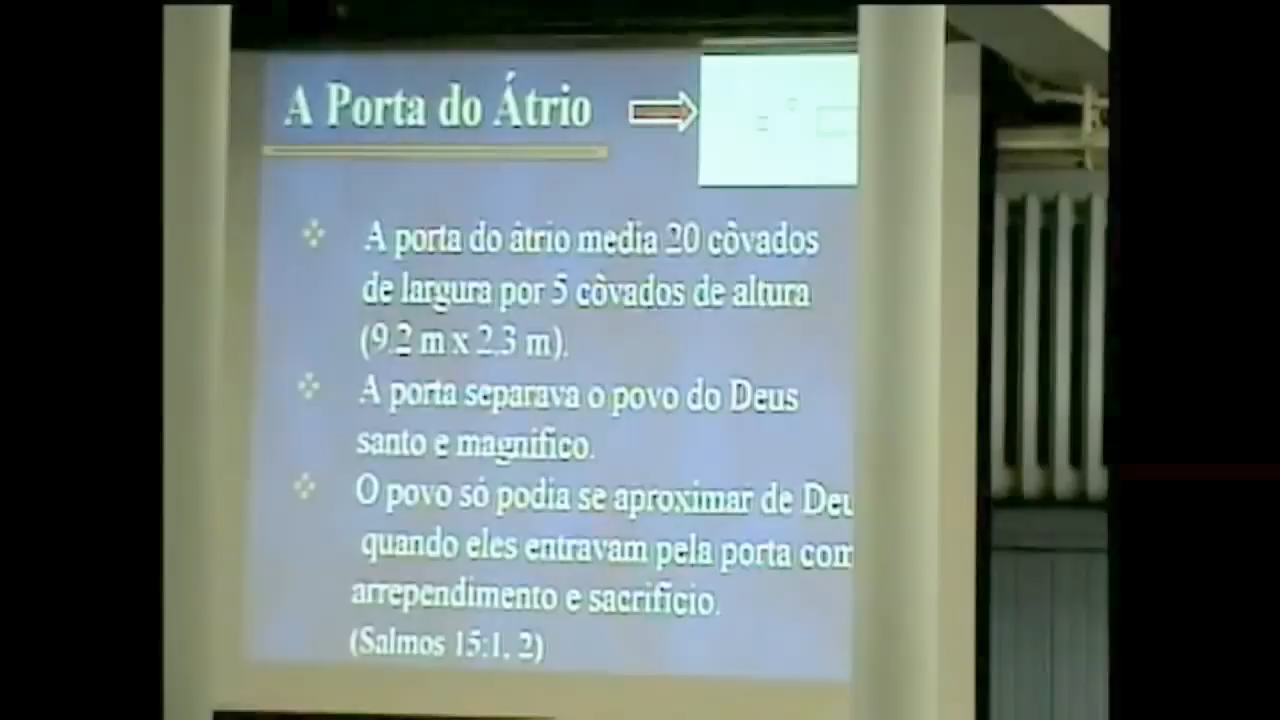 A Porta do Átrio
A porta do átrio media 20 côvados
de largura por 5 côvados de altura
(9.2 m x 2.3 m).
A porta separava o povo do Deus
santo e magnífico.
O povo só podia se aproximar de Deu
quando eles entravam pela porta com
arrependimento e sacrifício.
(Salmos 15:1, 2)